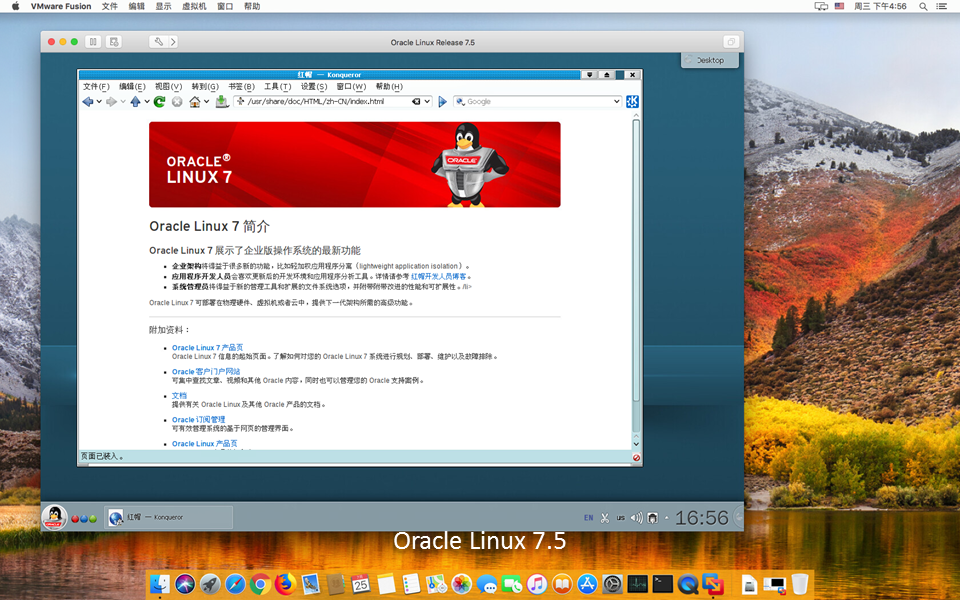 VMware Fusion 文件 编辑 显示 虚拟机 窗口 帮助 周三 下午4:56
Oracle Linux Release 7.5
Desktop
红帽 — Konqueror
文件(F) 编辑(E) 视图(V) 转到(G) 书签(B) 工具(T) 设置(S) 窗口(W) 帮助(H)
/usr/share/doc/HTML/zh-CN/index.html Google
ORACLE®
LINUX 7
ORACLE
Oracle Linux 7 简介
Oracle Linux 7 展示了企业版操作系统的最新功能
企业架构将得益于很多新的功能，比如轻加权应用程序分离（lightweight application isolation）。
应用程序开发人员会喜欢更新后的开发环境和应用程序分析工具。详情请参考 红帽开发人员博客。
系统管理员将得益于新的管理工具和扩展的文件系统选项，并附带附带改进的性能和可扩展性。/li>
Oracle Linux 7 可部署在物理硬件、虚拟机或者云中，提供下一代架构所需的高级功能。
附加资料：
Oracle Linux 7 产品页
Oracle Linux 7 信息的起始页面。了解如何对您的 Oracle Linux 7 系统进行规划、部署、维护以及故障排除。
Oracle 客户门户网站
可集中查找文章、视频和其他 Oracle 内容，同时也可以管理您的 Oracle 支持案例。
文档
提供有关 Oracle Linux 及其他 Oracle 产品的文档。
Oracle 订阅管理
可有效管理系统的基于网页的管理界面。
Oracle Linux 产品页
页面已装入。
红帽 — Konqueror EN us 16:56
Oracle Linux 7.5
25